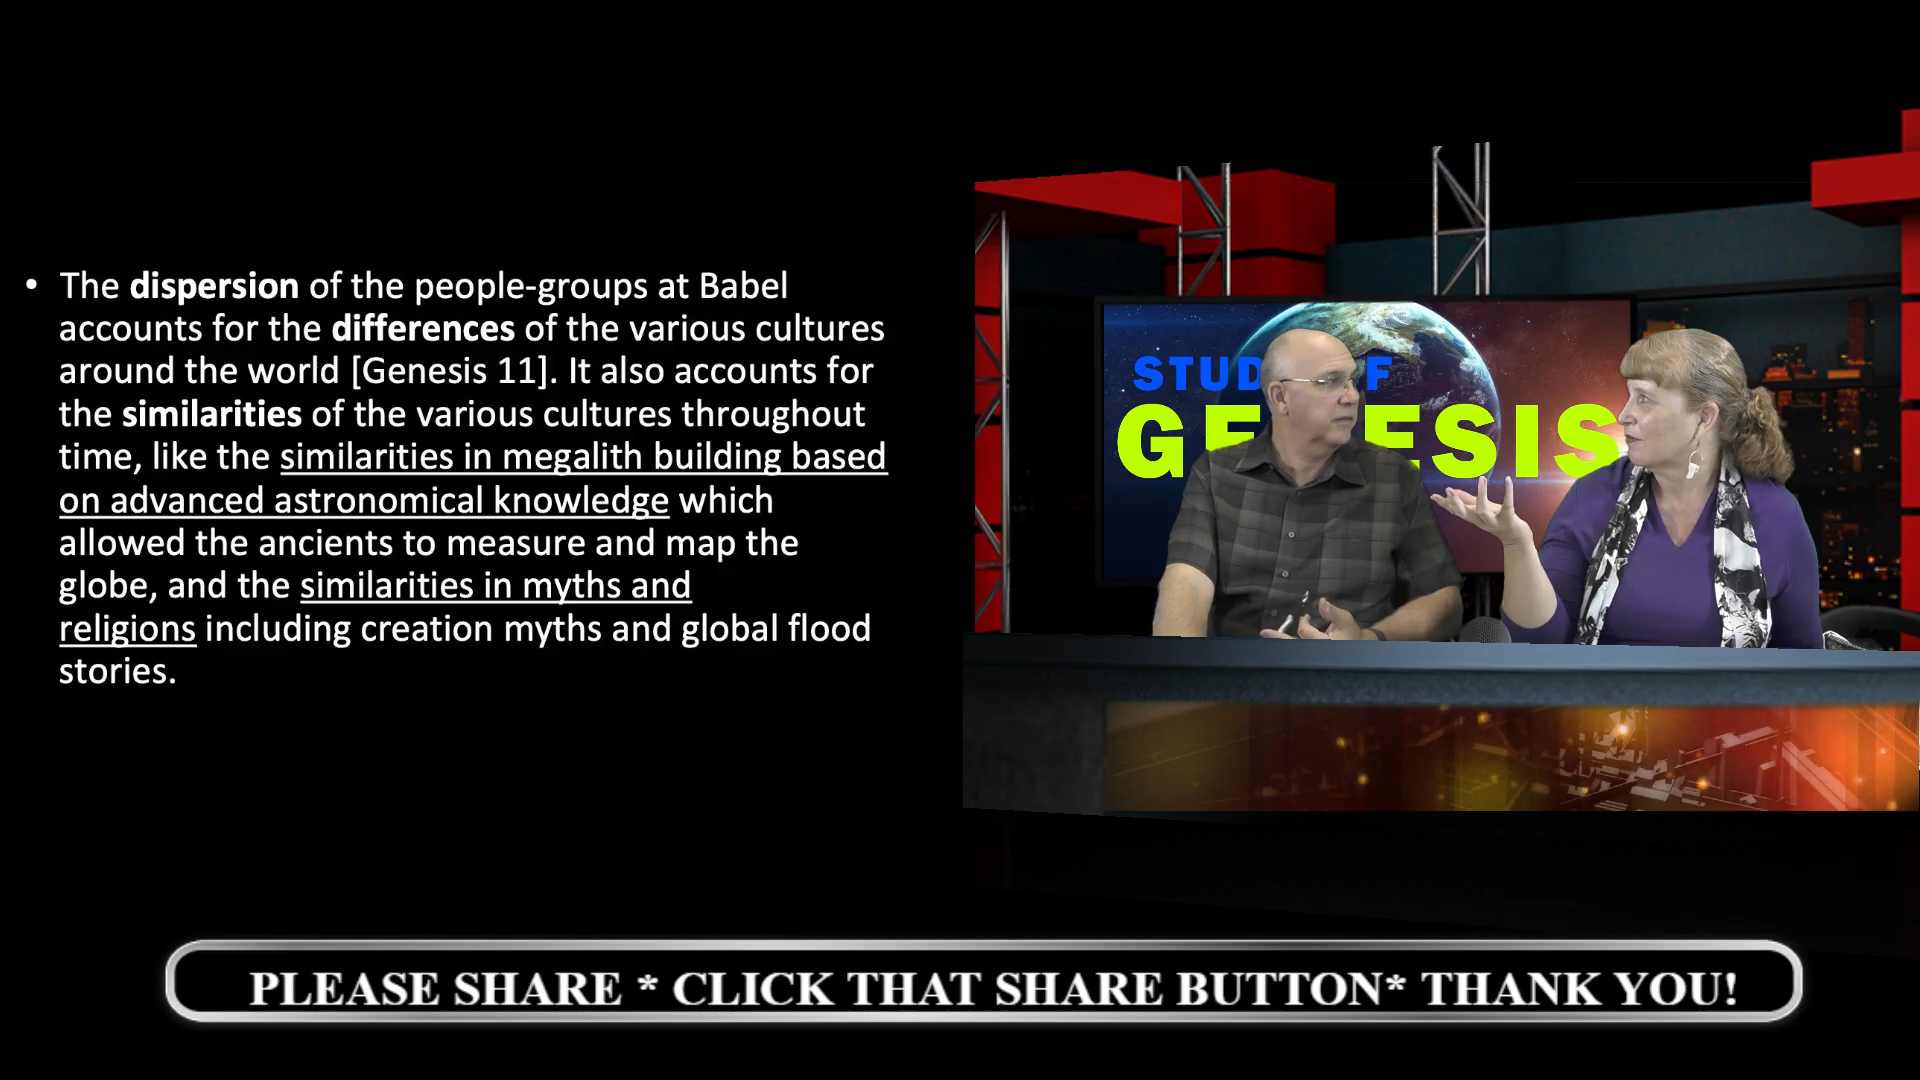 • The dispersion of the people-groups at Babel
accounts for the differences of the various cultures
around the world [Genesis 11]. It also accounts for
the similarities of the various cultures throughout
time, like the similarities in megalith building based
on advanced astronomical knowledge which
allowed the ancients to measure and map the
globe, and the similarities in myths and
religions including creation myths and global flood
stories.
STUD F
GE ESIS
PLEASE SHARE * CLICK THAT SHARE BUTTON* THANK YOU!